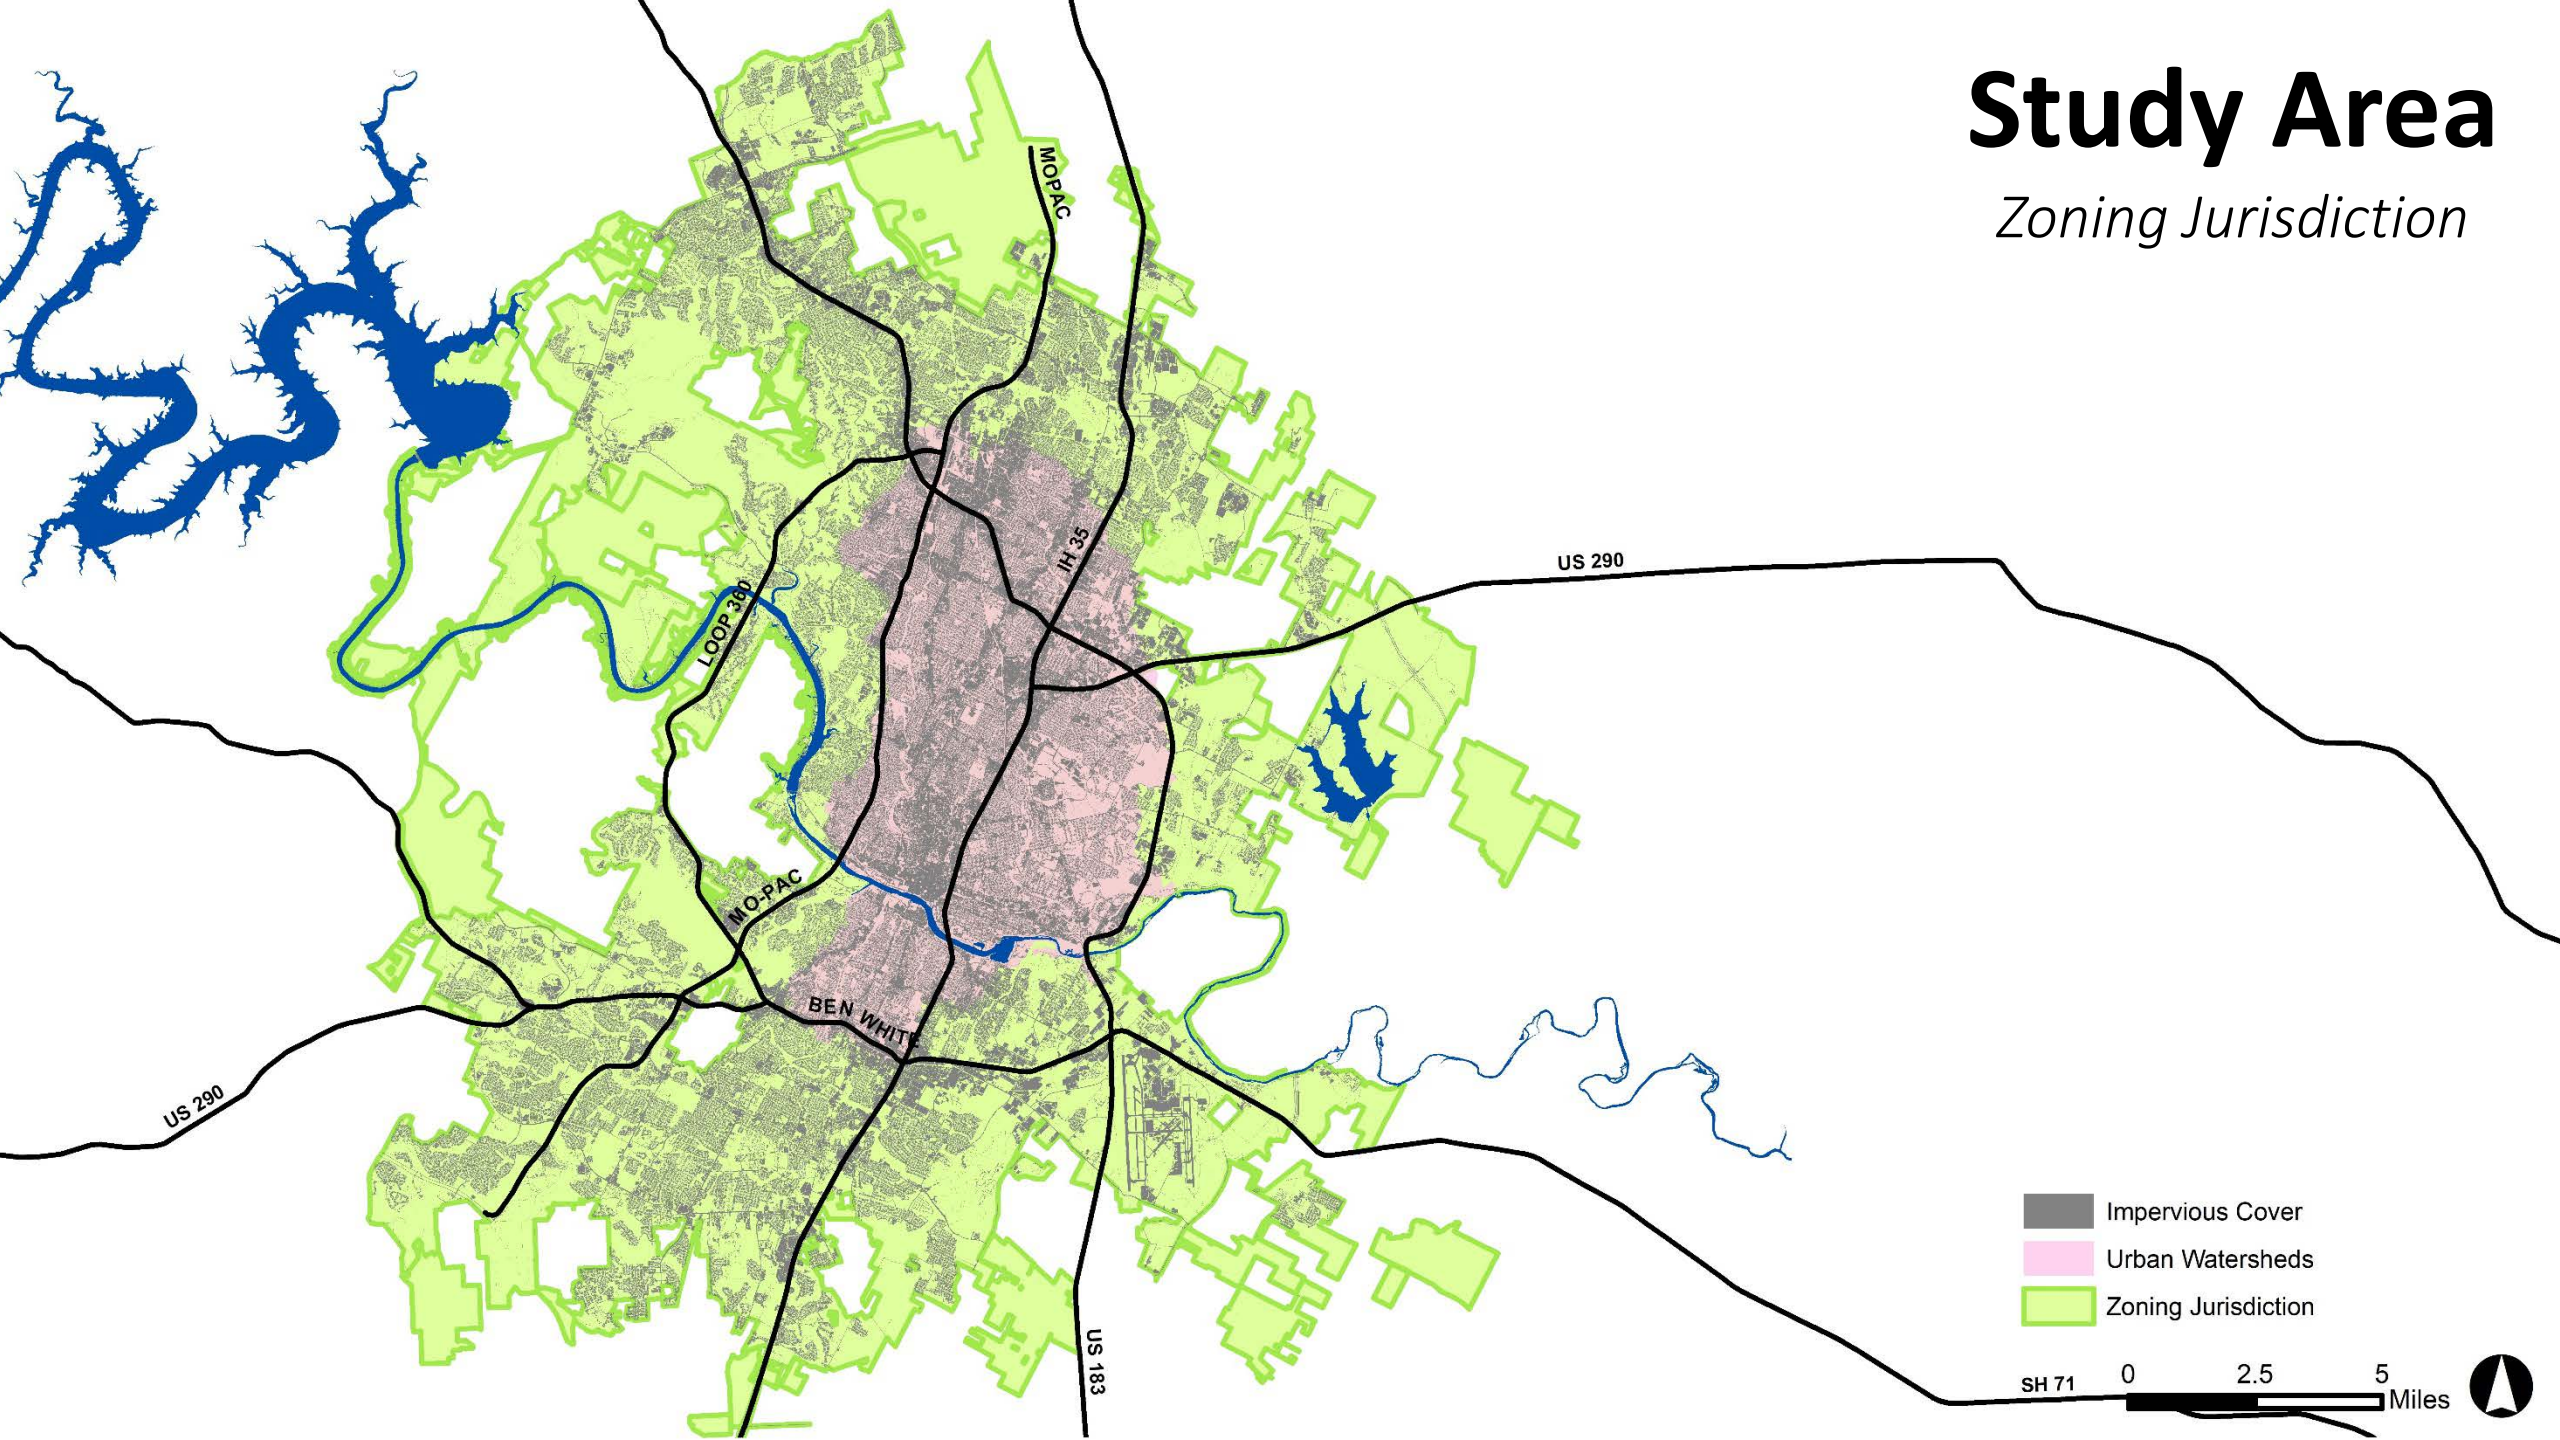 Study Area
Zoning Jurisdiction
MOPAC
IH 35
US 290
LOOP 360
MO-PAC
BEN WHITE
US 290
US 183
Impervious Cover
Urban Watersheds
Zoning Jurisdiction
SH 71
0 2.5 5
Miles